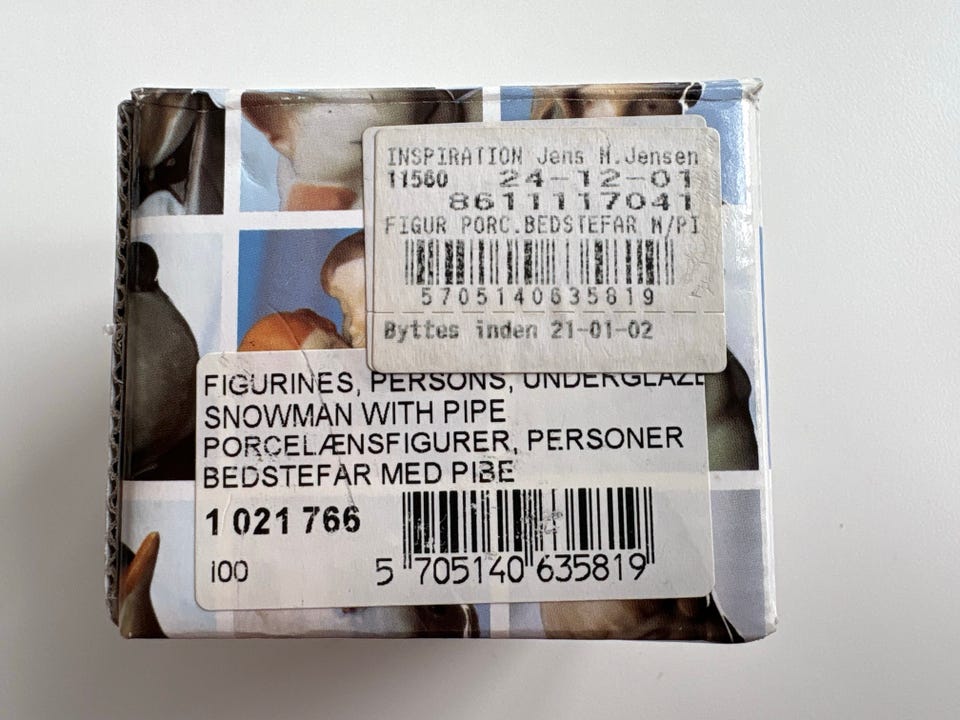 INSPIRATION Jens M.Jensen
11560 24-12-01
8611117041
FIGUR PORC.BEDSTEFAR M/PI
5705140635819
Byttes inden 21-01-02
FIGURINES, PERSONS, UNDERGLAZE
SNOWMAN WITH PIPE
PORCELÆNSFIGURER, PERSONER
BEDSTEFAR MED PIBE
1 021 766
i00
5 705140 635819